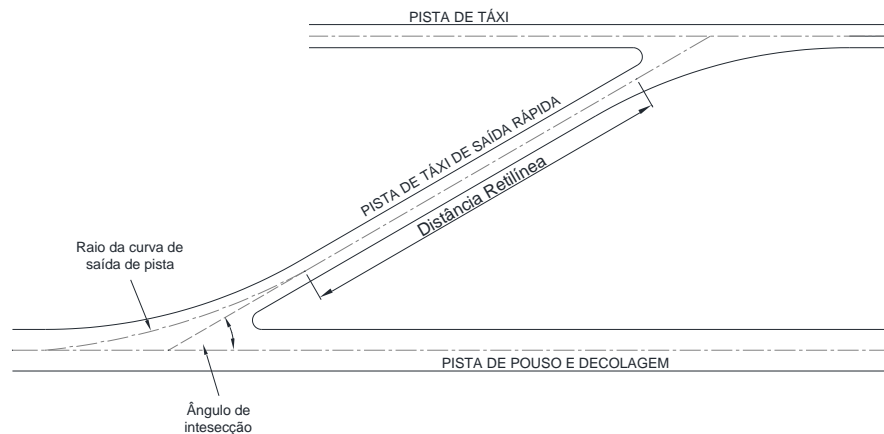 PISTA DE TÁXI
PISTA DE TÁXI DE SAÍDA RÁPIDA
Distância Retilínea
Raio da curva de
saída de pista
PISTA DE POUSO E DECOLAGEM
Ângulo de
intesecção